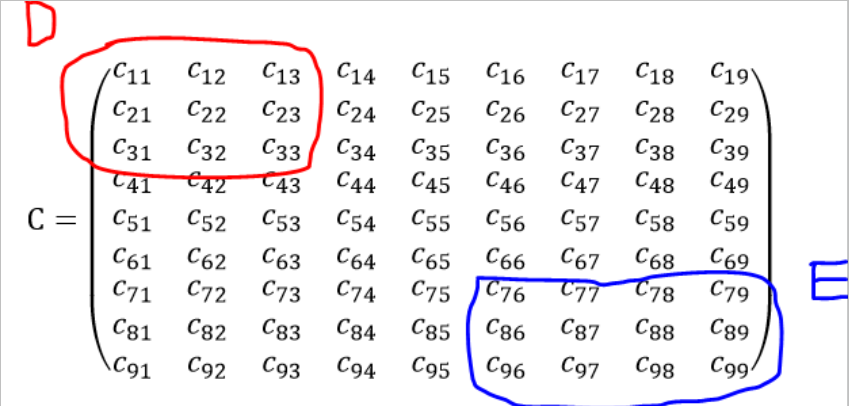 D
c11 c12 c13 c14 c15 c16 c17 c18 c19
c21 c22 c23 c24 c25 c26 c27 c28 c29
c31 c32 c33 c34 c35 c36 c37 c38 c39
c41 c42 c43 c44 c45 c46 c47 c48 c49
C = c51 c52 c53 c54 c55 c56 c57 c58 c59
c61 c62 c63 c64 c65 c66 c67 c68 c69
E
c71 c72 c73 c74 c75 c76 c77 c78 c79
c81 c82 c83 c84 c85 c86 c87 c88 c89
c91 c92 c93 c94 c95 c96 c97 c98 c99